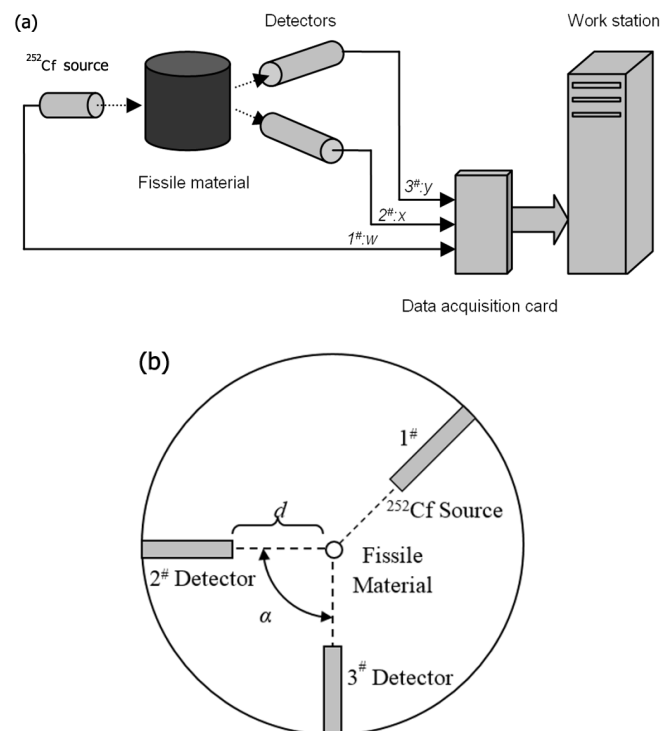 (a)
Detectors
Work station
²⁵²Cf source
Fissile material
3#:y
2#:x
1#:w
Data acquisition card
(b)
1#
²⁵²Cf Source
d
Fissile
Material
2# Detector
α
3# Detector